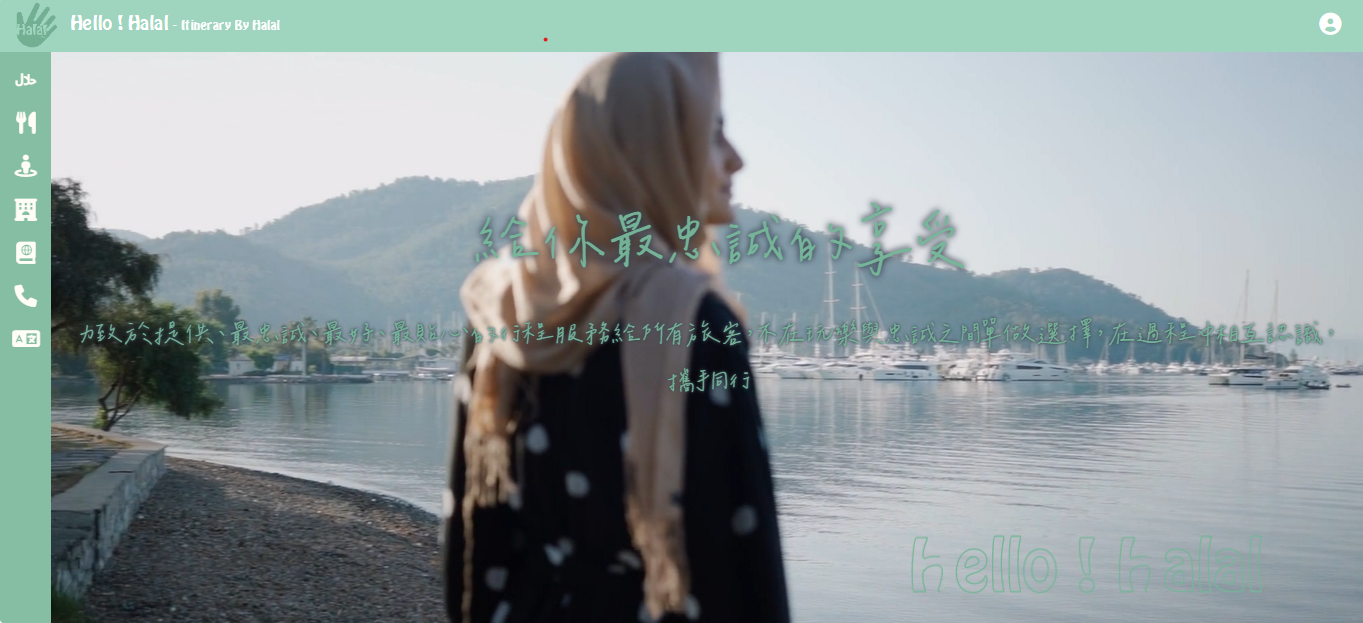 Halal
Hello ! Halal - Itinerary By Halal
حلال
A 文
給你最忠誠的享受
力致於提供、最忠誠、最好、最貼心的行程服務給所有旅客,不在玩樂與忠誠之間單做選擇,在過程中相互認識,
攜手同行
hello ! halal